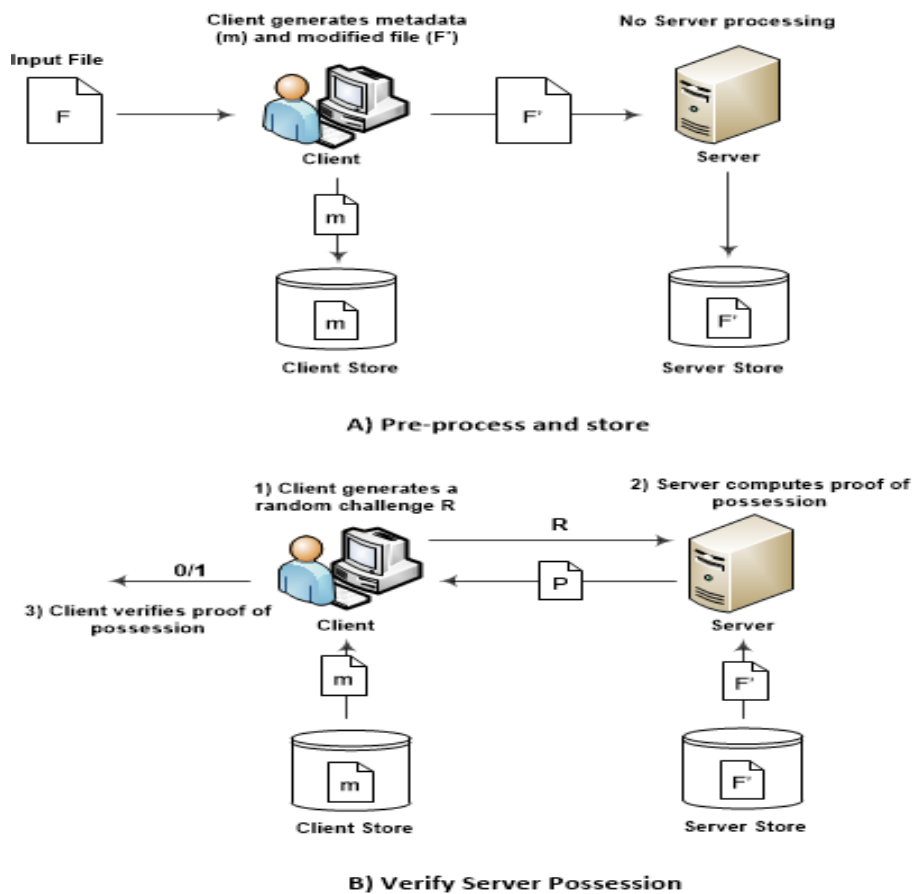 Client generates metadata
(m) and modified file (F')
No Server processing
Input File
F
F'
Client
Server
m
m
F'
Client Store
Server Store
A) Pre-process and store
1) Client generates a
random challenge R
2) Server computes proof of
possession
R
0/1
P
3) Client verifies proof of
possession
Client
Server
m
F'
m
F'
Client Store
Server Store
B) Verify Server Possession